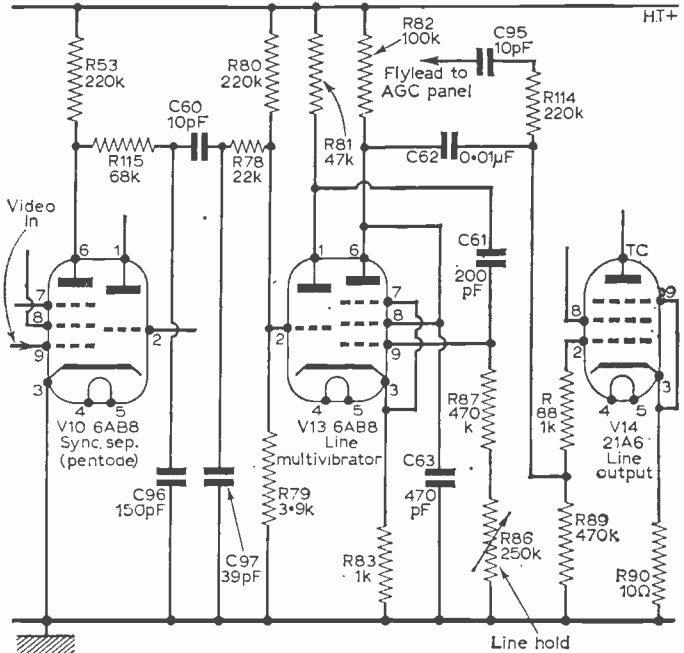 H.T+
R53
220k
R80
220k
R82
100k
C95
10pF
Flylead to
AGC panel
R114
220k
C60
10pF
R115
68k
R78
22k
R81
47k
C62
0·01µF
Video
In
6
1
7
8
9
2
3
4
5
V10 6AB8
Sync. sep.
(pentode)
1
6
2
7
8
9
3
4
5
V13 6AB8
Line
multivibrator
C61
200
pF
TC
8
2
9
3
4
5
V14
21A6
Line
output
R87
470
k
R
88
1k
C96
150pF
C97
39pF
R79
3·9k
R83
1k
C63
470
pF
R86
250k
R89
470k
R90
10Ω
Line hold